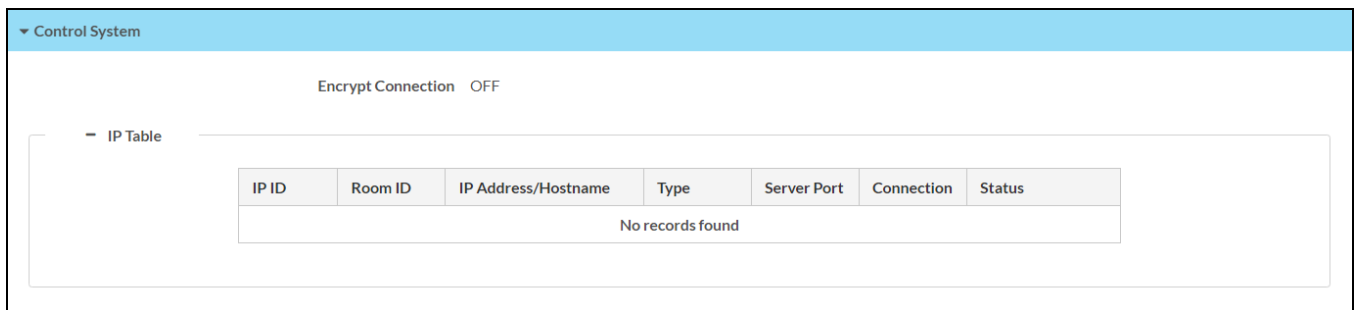 Control System
Encrypt Connection OFF
IP Table
IP ID Room ID IP Address/Hostname Type Server Port Connection Status
No records found